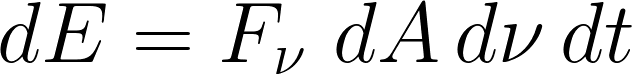 dE = F_ν dA dν dt